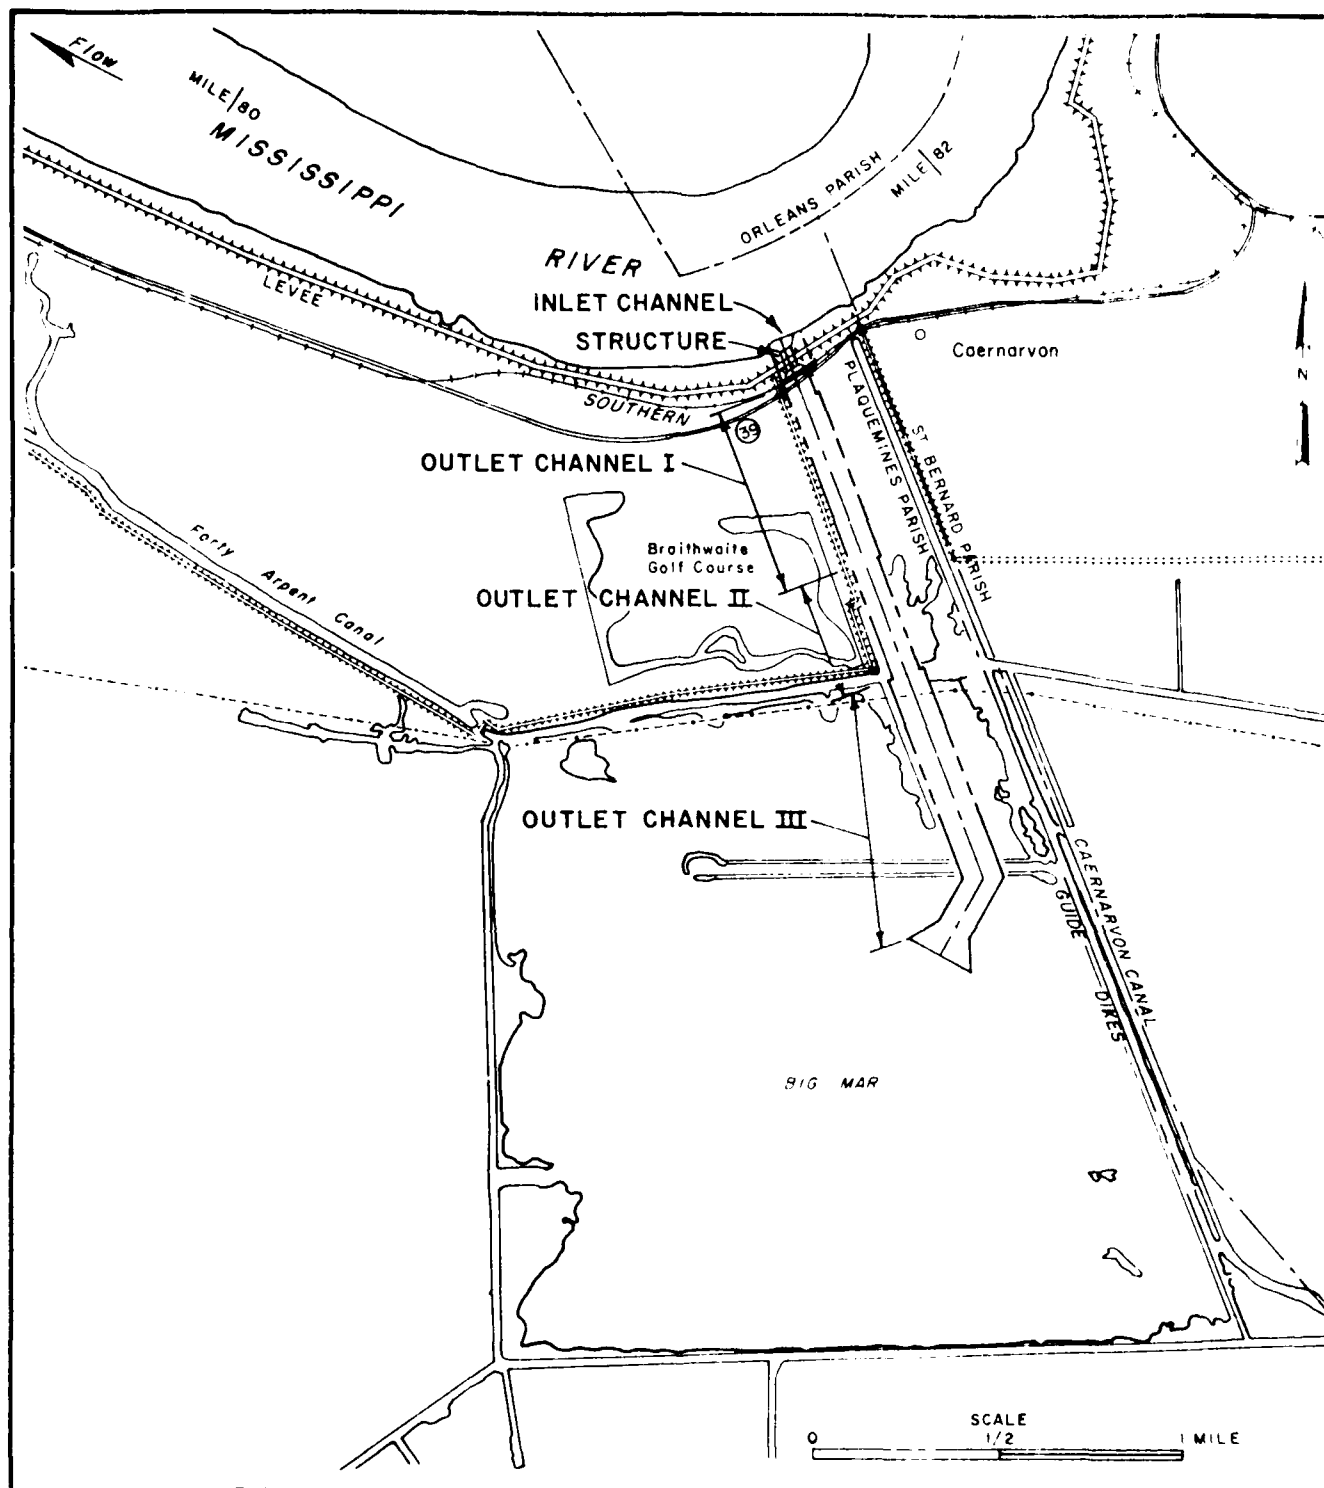 Flow
MILE 80
MISSISSIPPI
RIVER
ORLEANS PARISH
MILE 82
LEVEE
INLET CHANNEL
STRUCTURE
Caernarvon
N
SOUTHERN
39
PLAQUEMINES PARISH
ST BERNARD PARISH
OUTLET CHANNEL I
Braithwaite
Golf Course
Forty
Arpent Canal
OUTLET CHANNEL II
OUTLET CHANNEL III
CAERNARVON CANAL
GUIDE
DIKES
BIG MAR
SCALE
0 1/2 1 MILE